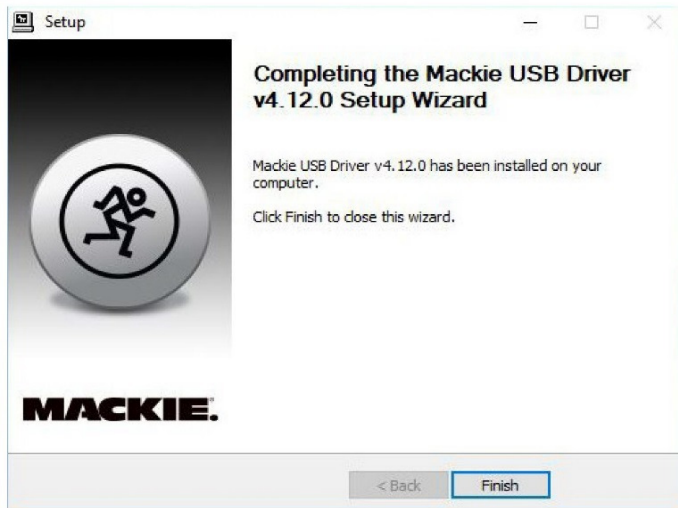 Setup
Completing the Mackie USB Driver
v4.12.0 Setup Wizard
Mackie USB Driver v4.12.0 has been installed on your
computer.
Click Finish to close this wizard.
MACKIE.
< Back
Finish